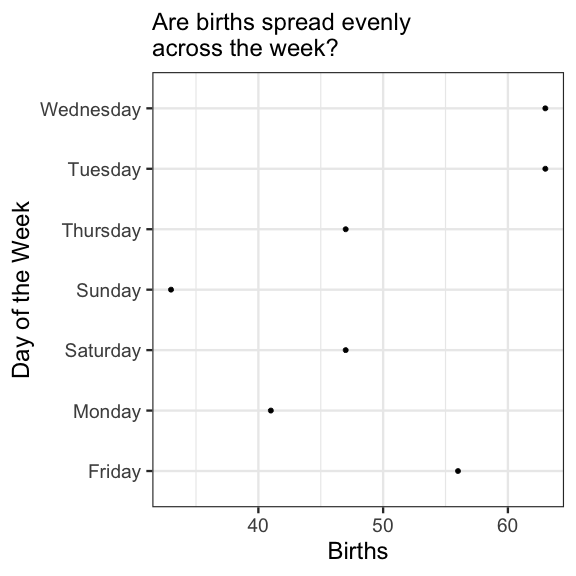 Are births spread evenly
across the week?
Day of the Week
Wednesday
Tuesday
Thursday
Sunday
Saturday
Monday
Friday
40 50 60
Births